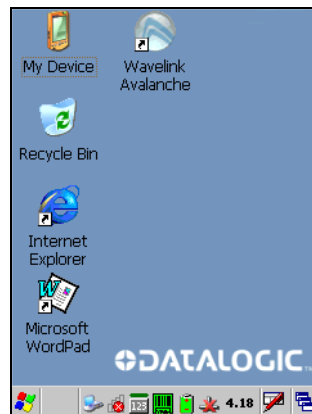 My Device
Wavelink
Avalanche
Recycle Bin
Internet
Explorer
Microsoft
WordPad
DATALOGIC
123
4.18